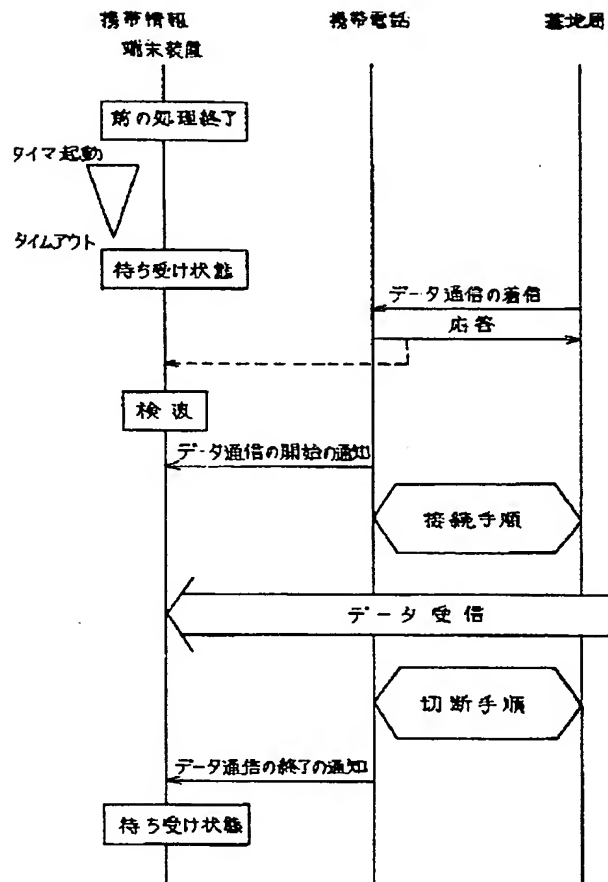 携帯情報
端末装置
携帯電話
基地局
前の処理終了
タイマ起動
タイムアウト
待ち受け状態
データ通信の着信
応答
検波
データ通信の開始の通知
接続手順
データ受信
切断手順
データ通信の終了の通知
待ち受け状態